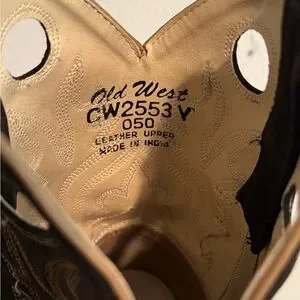 Old West
CW2553 V
050
LEATHER UPPER
MADE IN INDIA